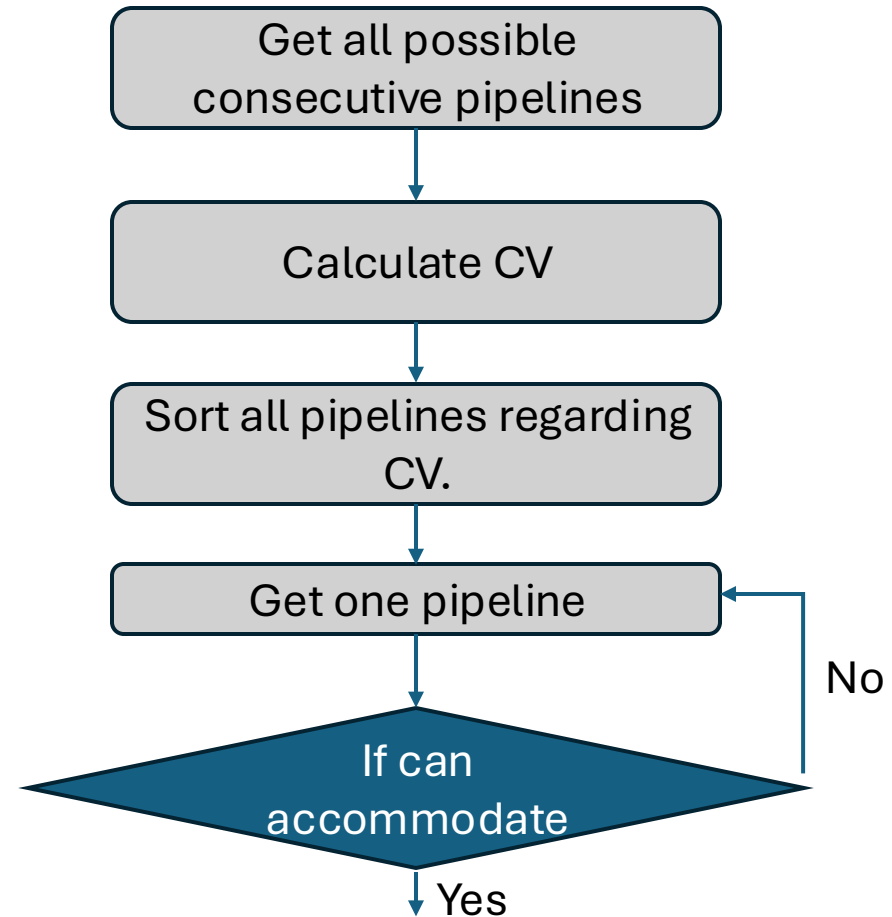 Get all possible
consecutive pipelines
Calculate CV
Sort all pipelines regarding
CV.
Get one pipeline
No
If can
accommodate
Yes